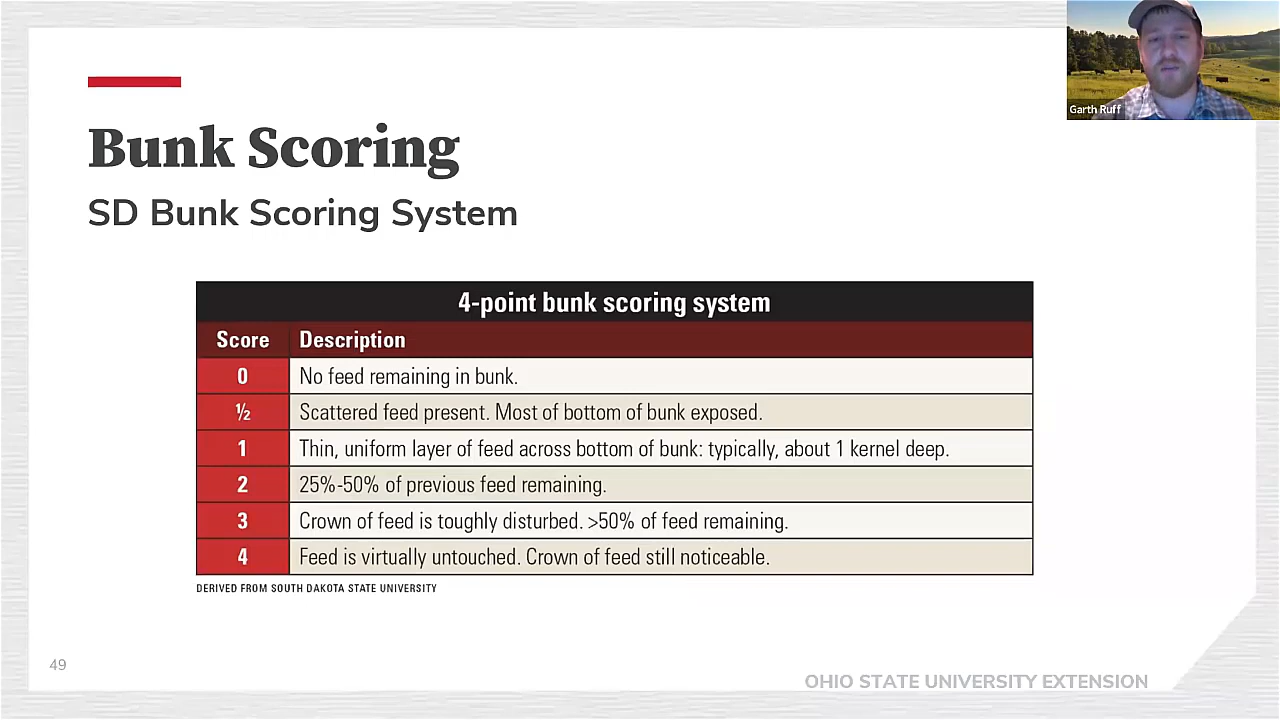 Garth Ruff
Bunk Scoring
SD Bunk Scoring System
4-point bunk scoring system
Score Description
0 No feed remaining in bunk.
½ Scattered feed present. Most of bottom of bunk exposed.
1 Thin, uniform layer of feed across bottom of bunk: typically, about 1 kernel deep.
2 25%-50% of previous feed remaining.
3 Crown of feed is toughly disturbed. >50% of feed remaining.
4 Feed is virtually untouched. Crown of feed still noticeable.
DERIVED FROM SOUTH DAKOTA STATE UNIVERSITY
49
OHIO STATE UNIVERSITY EXTENSION